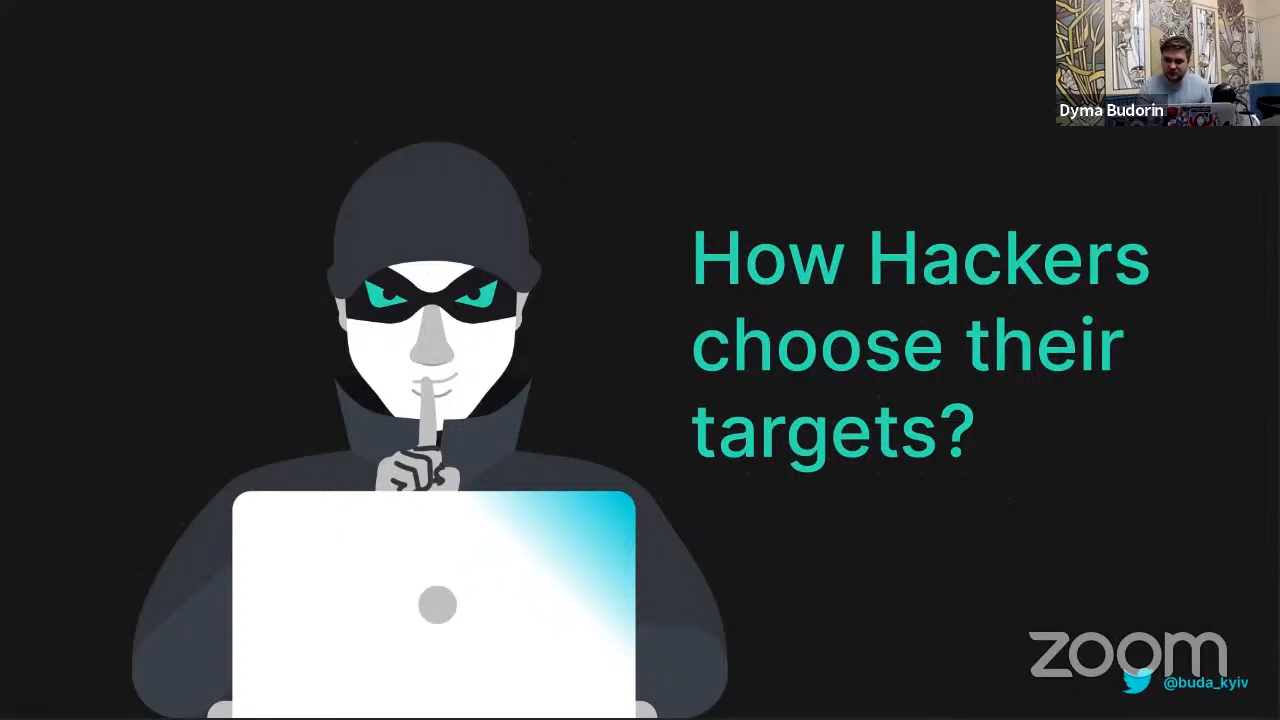 Dyma Budorin
How Hackers
choose their
targets?
zoom
@buda_kyiv